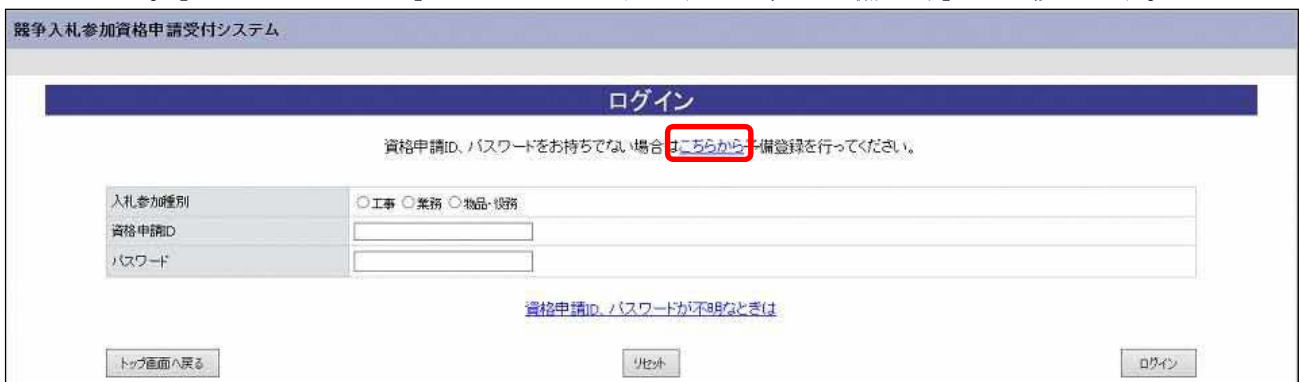 競争入札参加資格申請受付システム
ログイン
資格申請ID、パスワードをお持ちでない場合はこちらから予備登録を行ってください。
入札参加種別 ○工事 ○業務 ○物品・役務
資格申請ID
パスワード
資格申請ID、パスワードが不明なときは
トップ画面へ戻る リセット ログイン